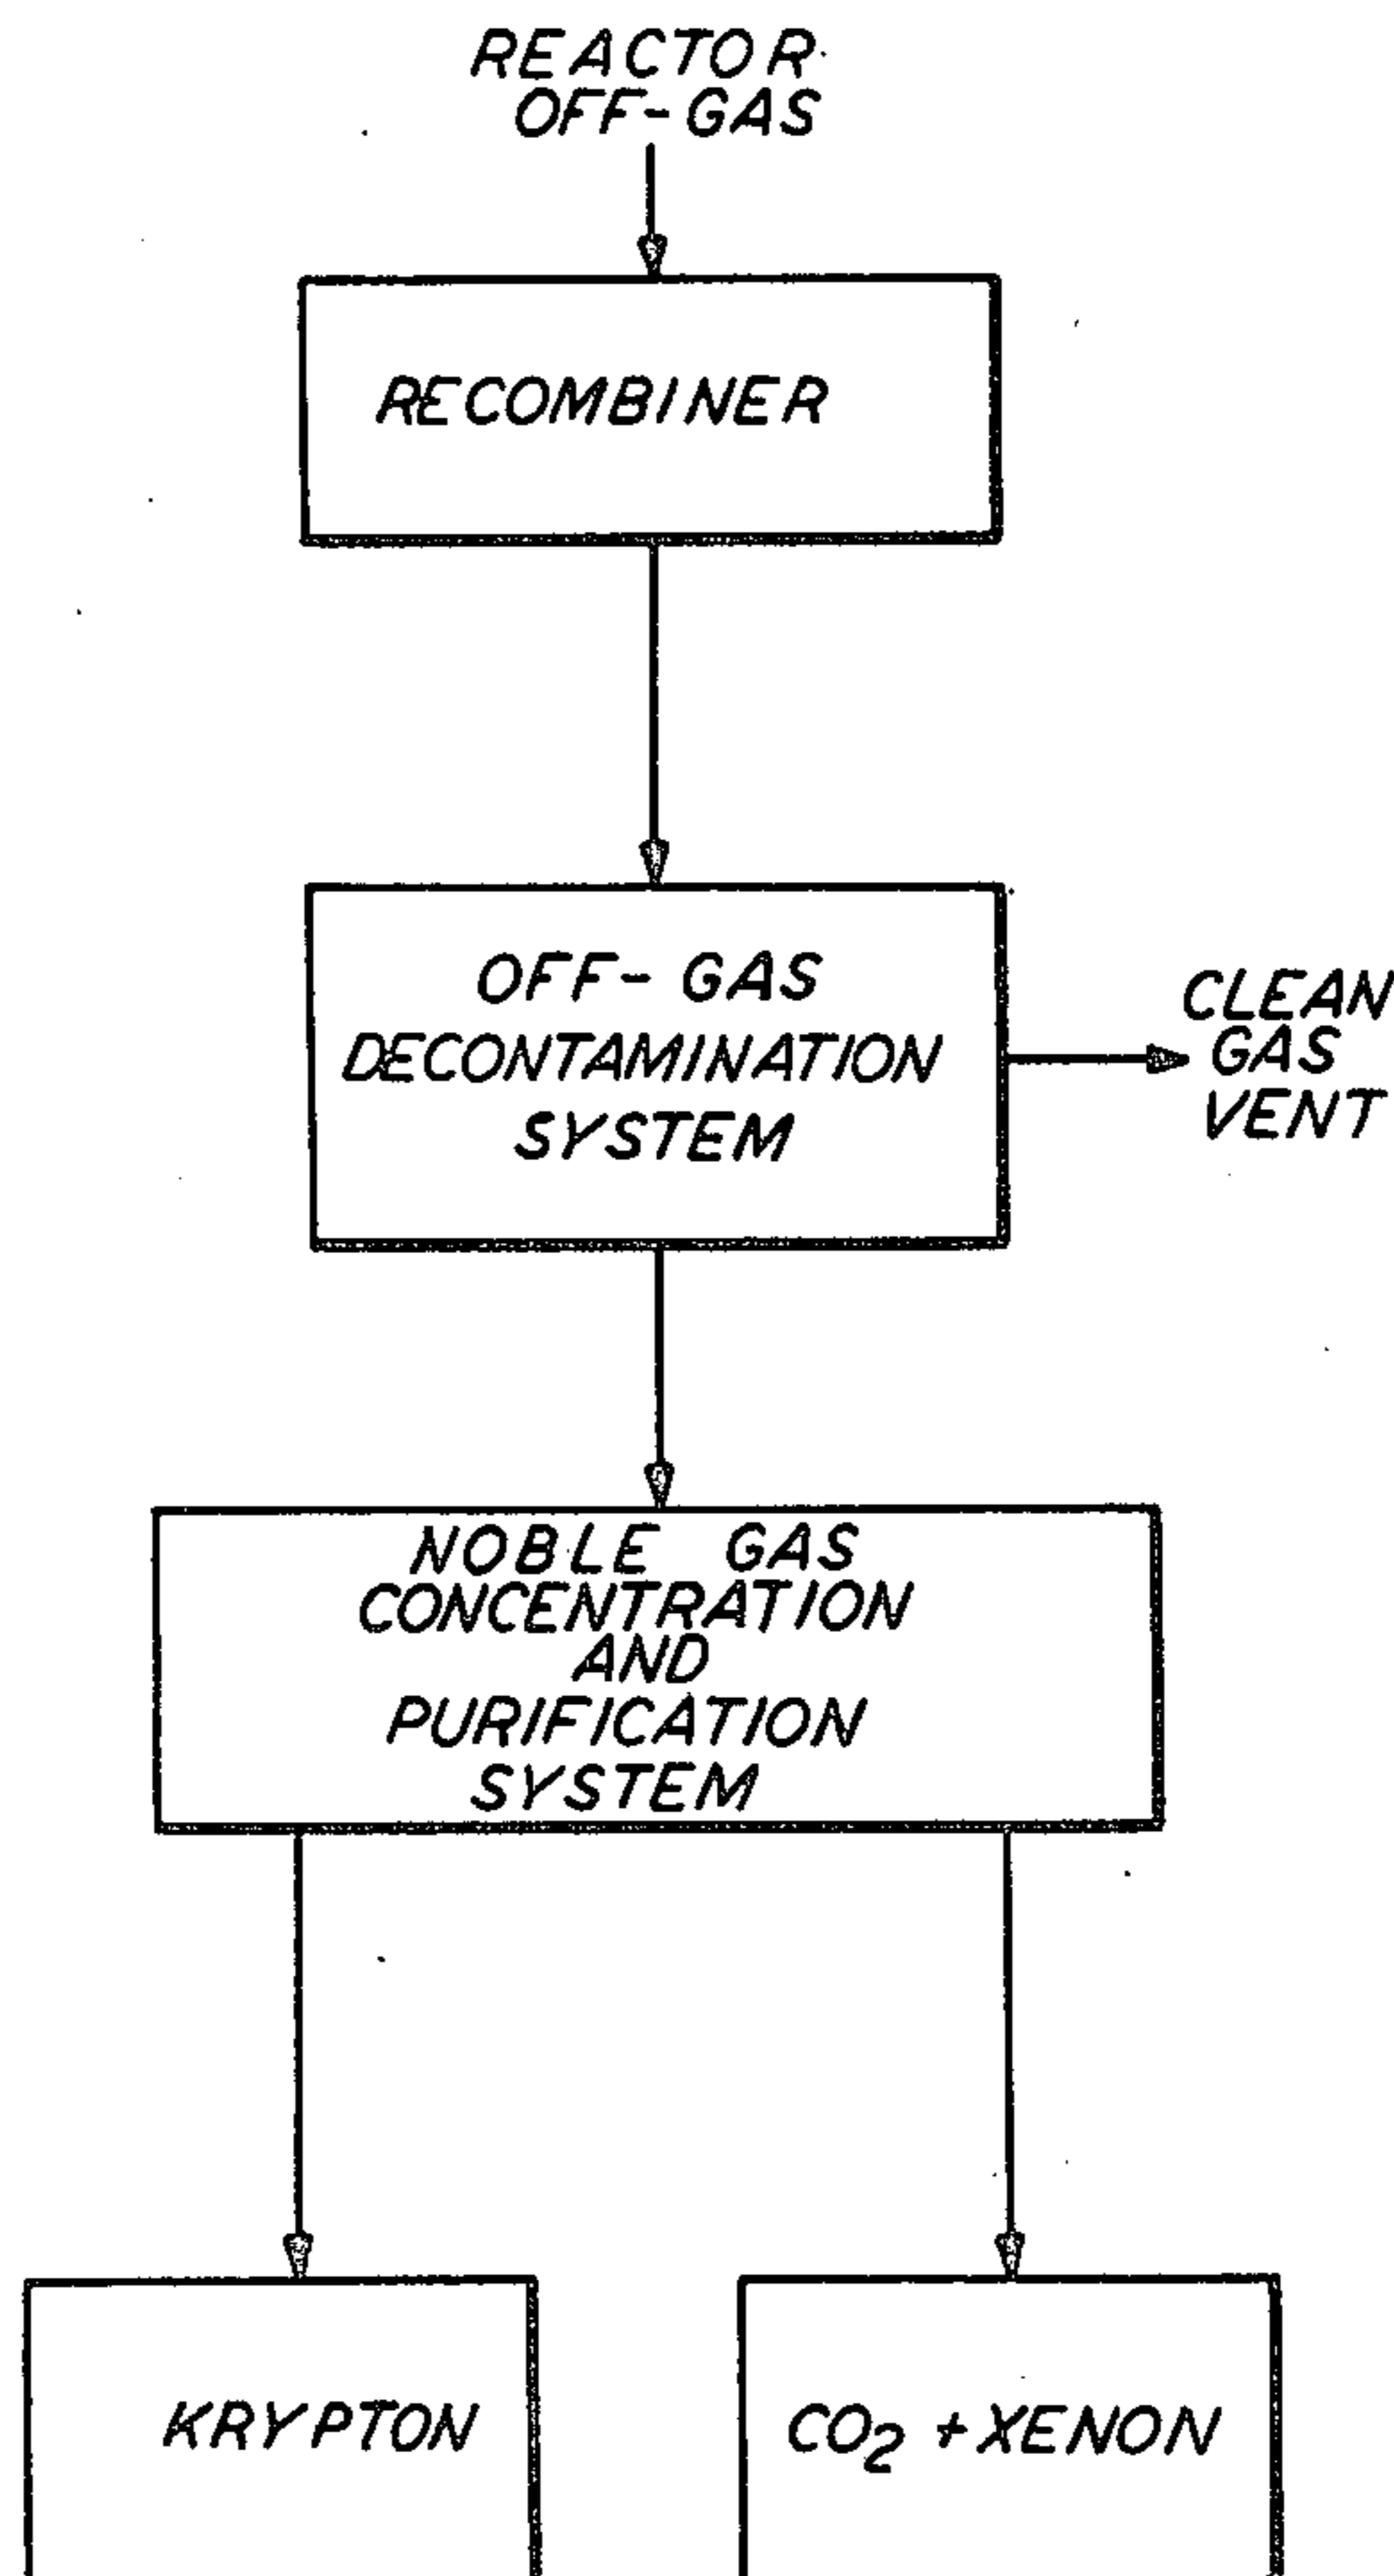 REACTOR
OFF-GAS
RECOMBINER
OFF-GAS
DECONTAMINATION
SYSTEM
CLEAN
GAS
VENT
NOBLE GAS
CONCENTRATION
AND
PURIFICATION
SYSTEM
KRYPTON
CO₂ + XENON